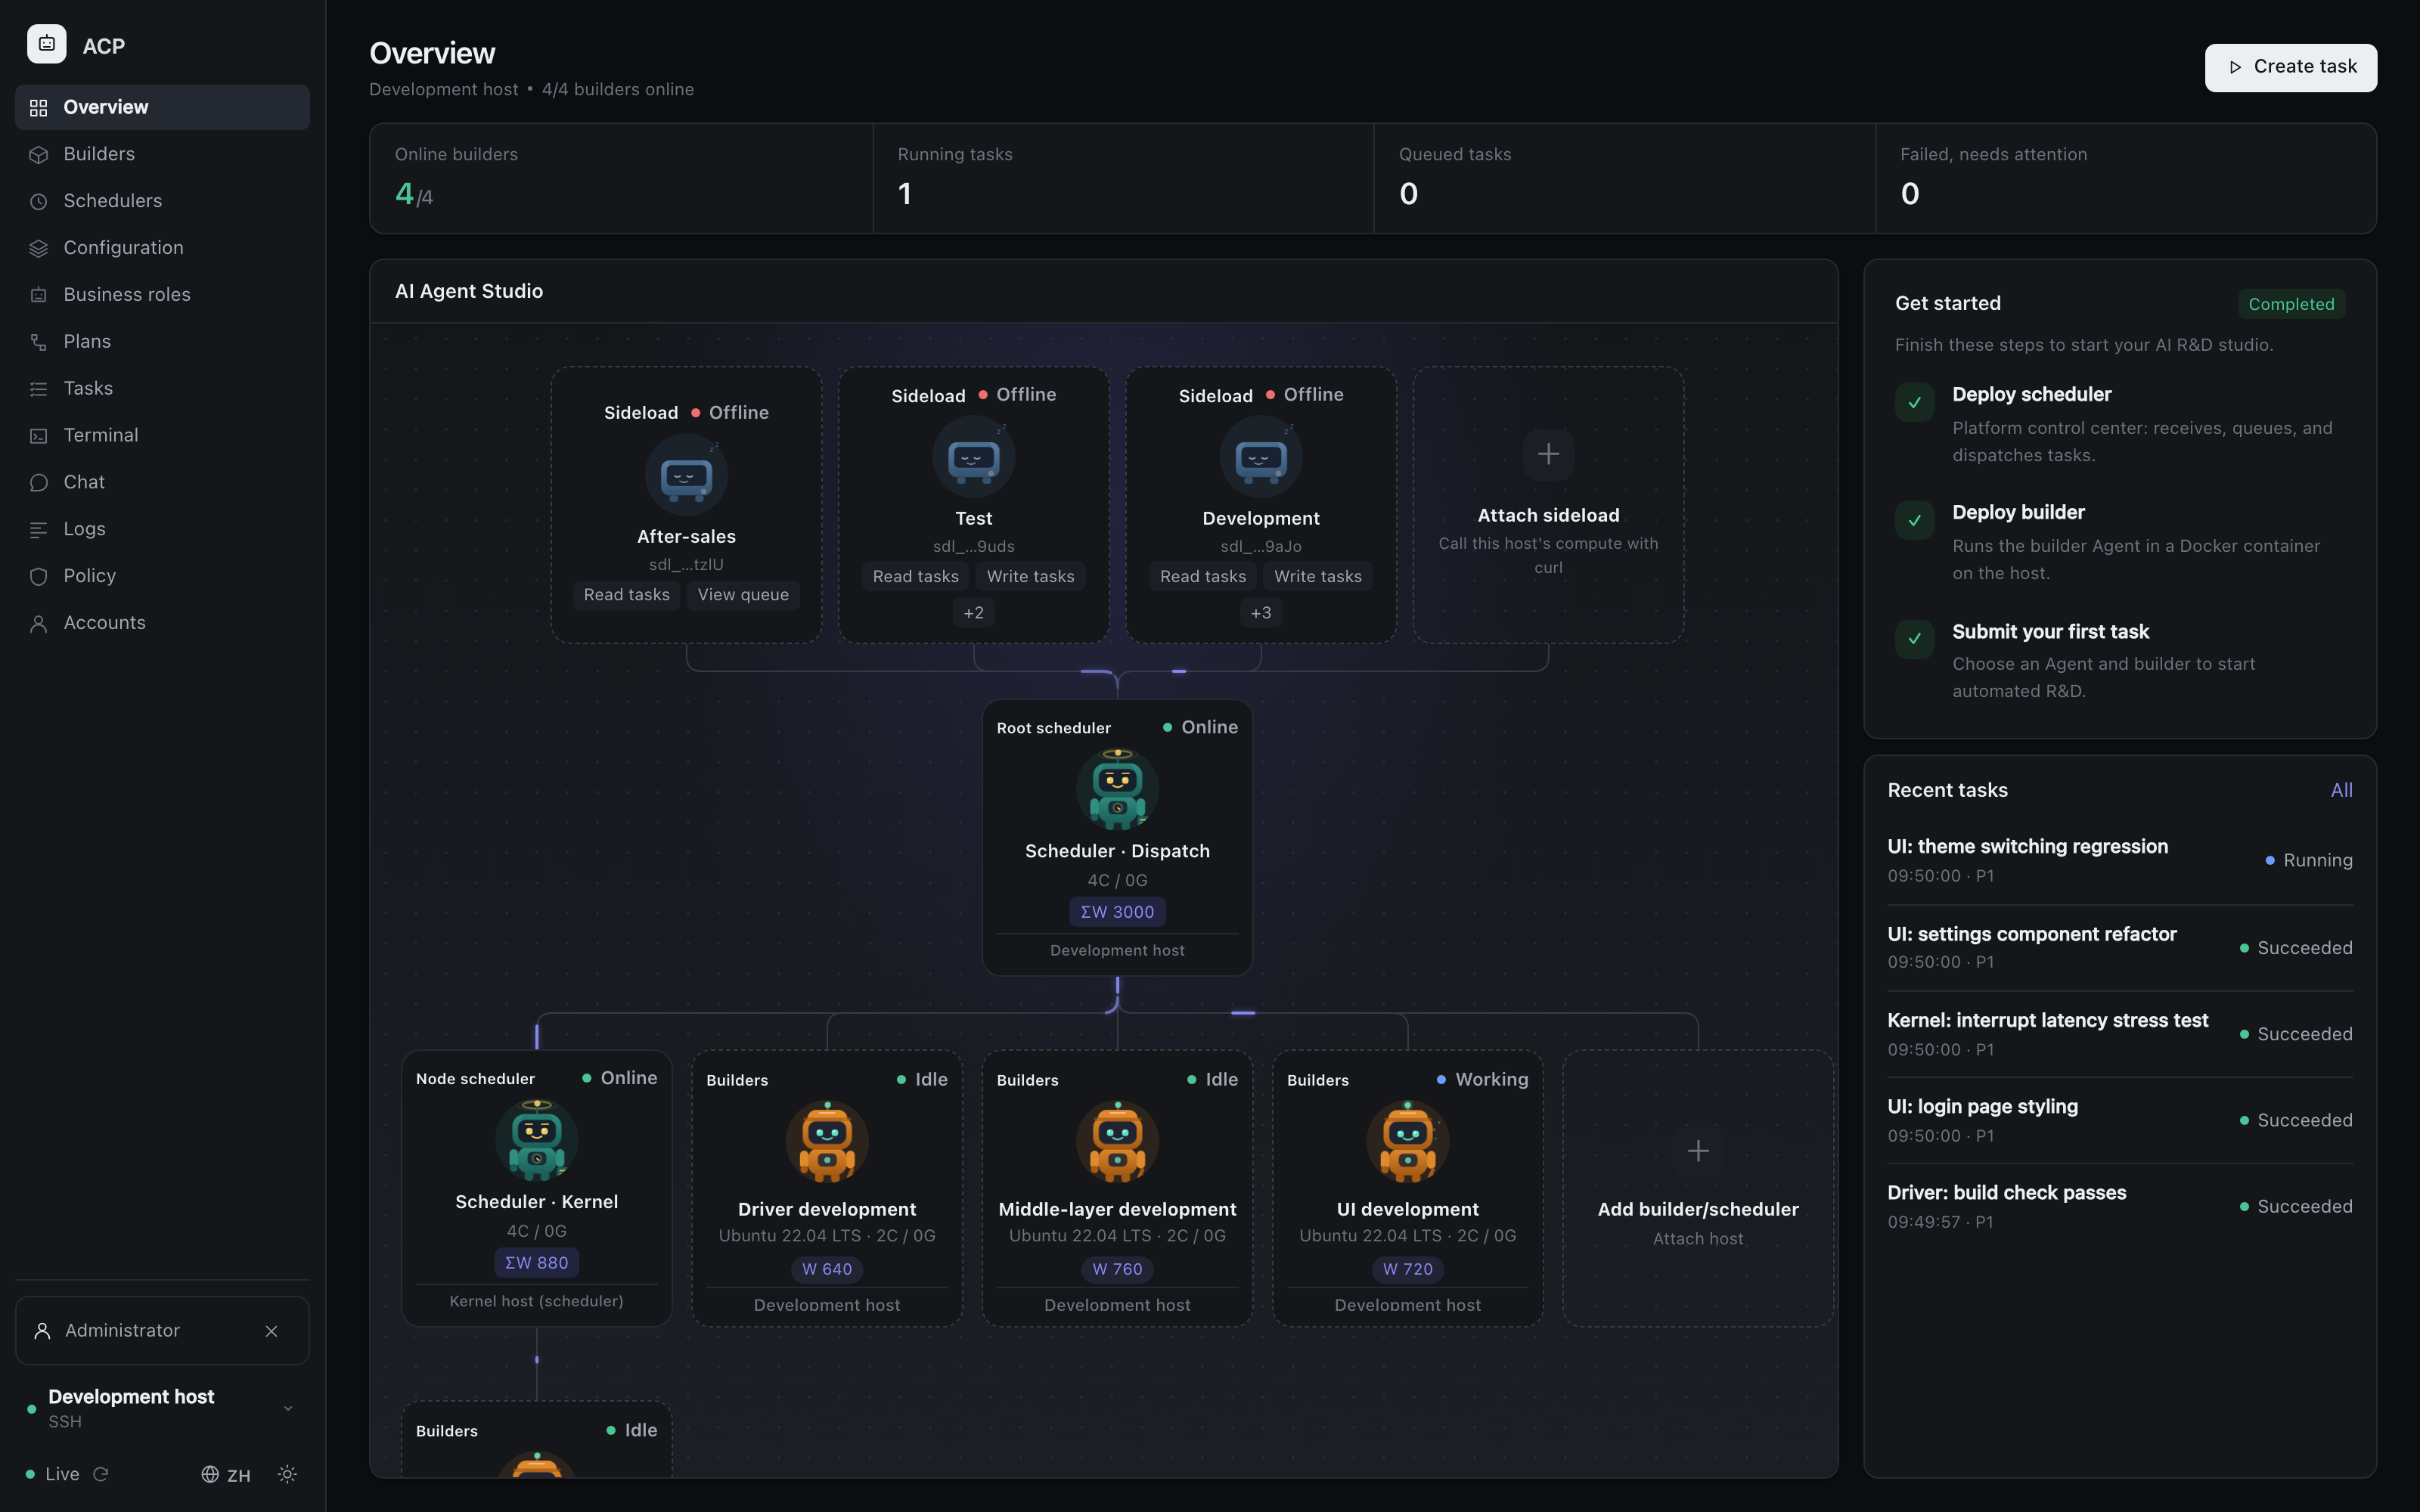 ACP
Overview
Builders
Schedulers
Configuration
Business roles
Plans
Tasks
Terminal
Chat
Logs
Policy
Accounts
Administrator
Development host
SSH
Live
ZH
Overview
Development host • 4/4 builders online
Create task
Online builders
4/4
Running tasks
1
Queued tasks
0
Failed, needs attention
0
AI Agent Studio
Sideload Offline
After-sales
sdl_...tzlU
Read tasks View queue
Sideload Offline
Test
sdl_...9uds
Read tasks Write tasks
+2
Sideload Offline
Development
sdl_...9aJo
Read tasks Write tasks
+3
Attach sideload
Call this host's compute with
curl
Root scheduler Online
Scheduler · Dispatch
4C / 0G
ΣW 3000
Development host
Node scheduler Online
Scheduler · Kernel
4C / 0G
ΣW 880
Kernel host (scheduler)
Builders Idle
Driver development
Ubuntu 22.04 LTS · 2C / 0G
W 640
Development host
Builders Idle
Middle-layer development
Ubuntu 22.04 LTS · 2C / 0G
W 760
Development host
Builders Working
UI development
Ubuntu 22.04 LTS · 2C / 0G
W 720
Development host
Add builder/scheduler
Attach host
Builders Idle
Get started Completed
Finish these steps to start your AI R&D studio.
Deploy scheduler
Platform control center: receives, queues, and
dispatches tasks.
Deploy builder
Runs the builder Agent in a Docker container
on the host.
Submit your first task
Choose an Agent and builder to start
automated R&D.
Recent tasks All
UI: theme switching regression
09:50:00 · P1
Running
UI: settings component refactor
09:50:00 · P1
Succeeded
Kernel: interrupt latency stress test
09:50:00 · P1
Succeeded
UI: login page styling
09:50:00 · P1
Succeeded
Driver: build check passes
09:49:57 · P1
Succeeded